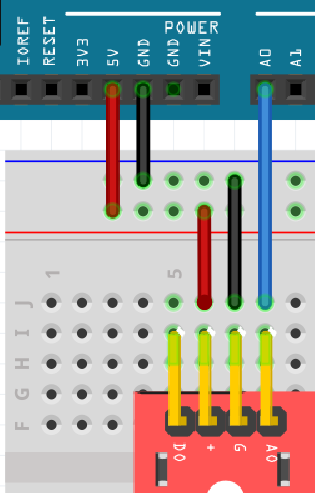 POWER
IOREF RESET 3V3 5V GND GND VIN A0 A1
1 5
J
I
H
G
F
D0 + G A0